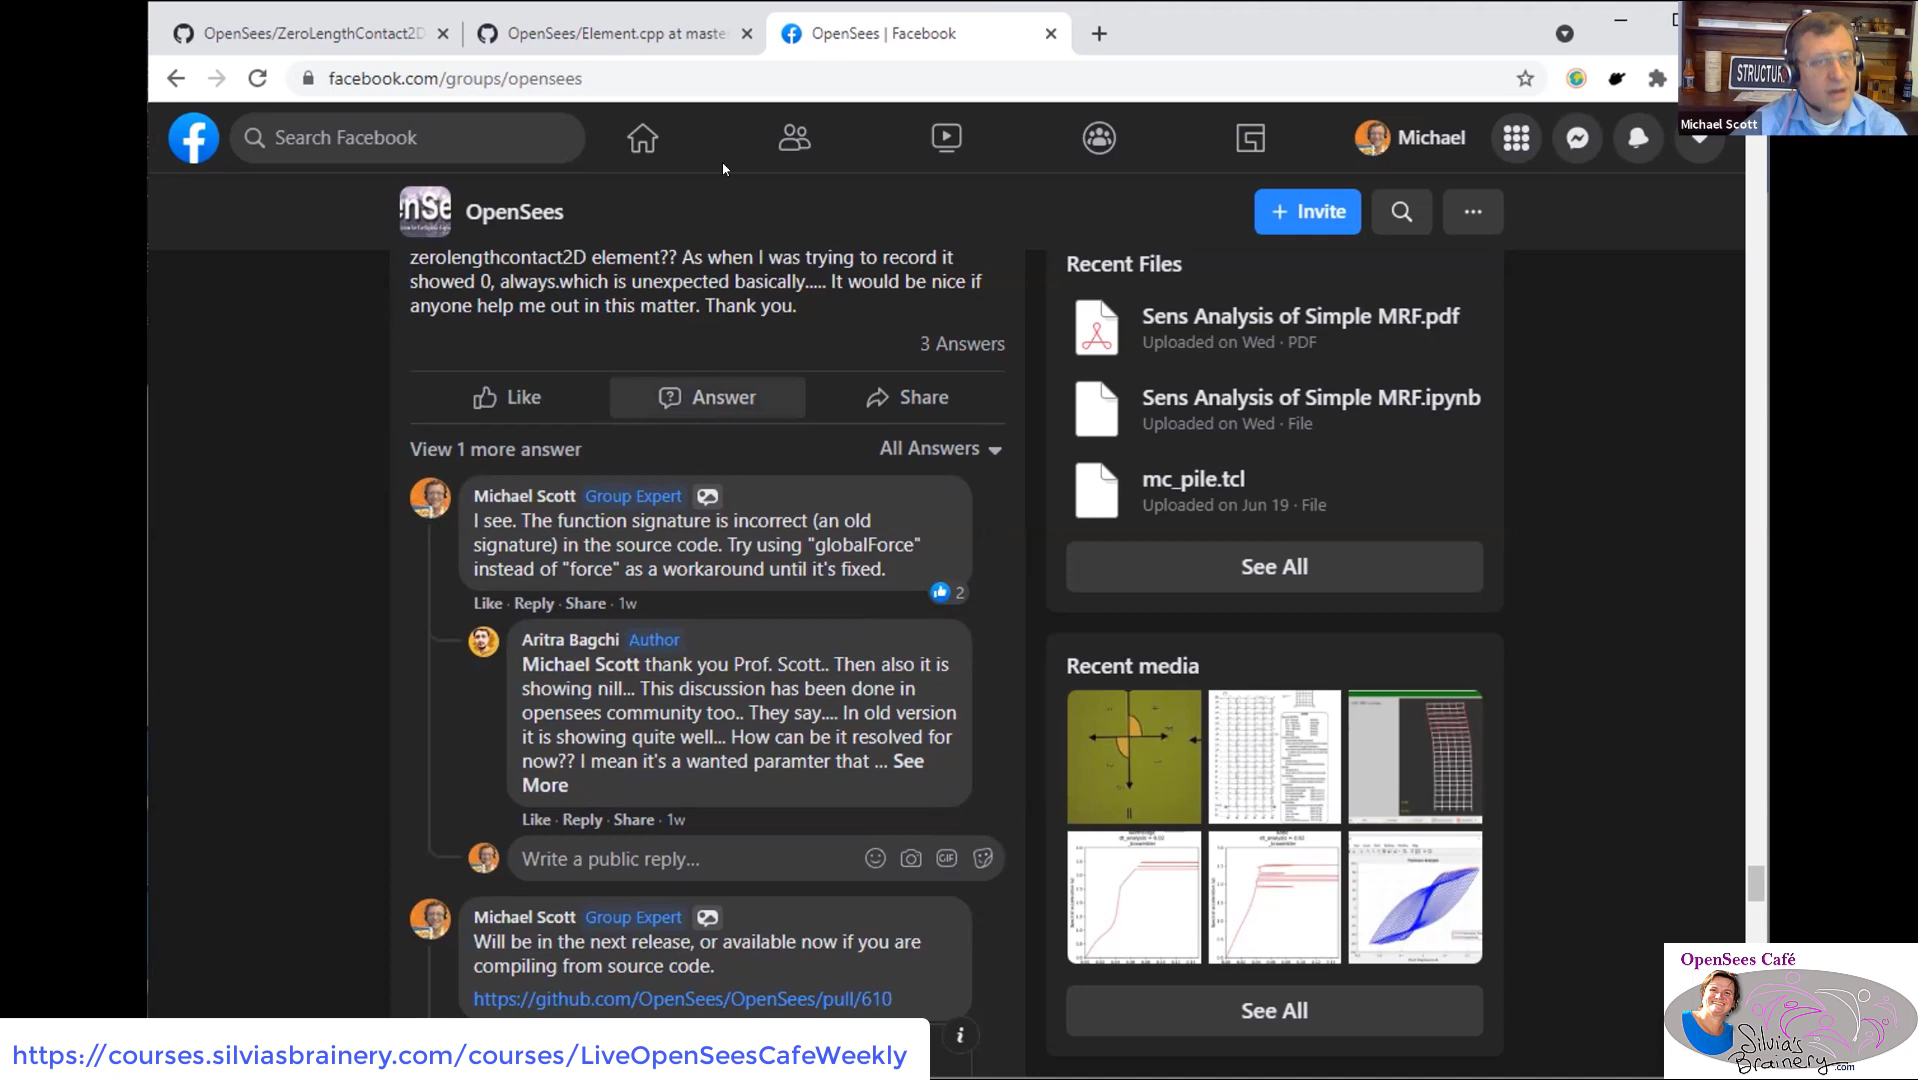 OpenSees/ZeroLengthContact2D
OpenSees/Element.cpp at maste
OpenSees | Facebook
facebook.com/groups/opensees
STRUCTU
Michael Scott
Search Facebook
Michael
nSe
OpenSees
+ Invite
zerolengthcontact2D element?? As when I was trying to record it
showed 0, always.which is unexpected basically..... It would be nice if
anyone help me out in this matter. Thank you.
3 Answers
Like
Answer
Share
View 1 more answer
All Answers
Michael Scott Group Expert
I see. The function signature is incorrect (an old
signature) in the source code. Try using "globalForce"
instead of "force" as a workaround until it's fixed.
2
Like · Reply · Share · 1w
Aritra Bagchi Author
Michael Scott thank you Prof. Scott.. Then also it is
showing nill... This discussion has been done in
opensees community too.. They say.... In old version
it is showing quite well... How can be it resolved for
now?? I mean it's a wanted paramter that ... See
More
Like · Reply · Share · 1w
Write a public reply...
GIF
Michael Scott Group Expert
Will be in the next release, or available now if you are
compiling from source code.
https://github.com/OpenSees/OpenSees/pull/610
Recent Files
Sens Analysis of Simple MRF.pdf
Uploaded on Wed · PDF
Sens Analysis of Simple MRF.ipynb
Uploaded on Wed · File
mc_pile.tcl
Uploaded on Jun 19 · File
See All
Recent media
See All
OpenSees Café
Silvia's
Brainery.com
https://courses.silviasbrainery.com/courses/LiveOpenSeesCafeWeekly